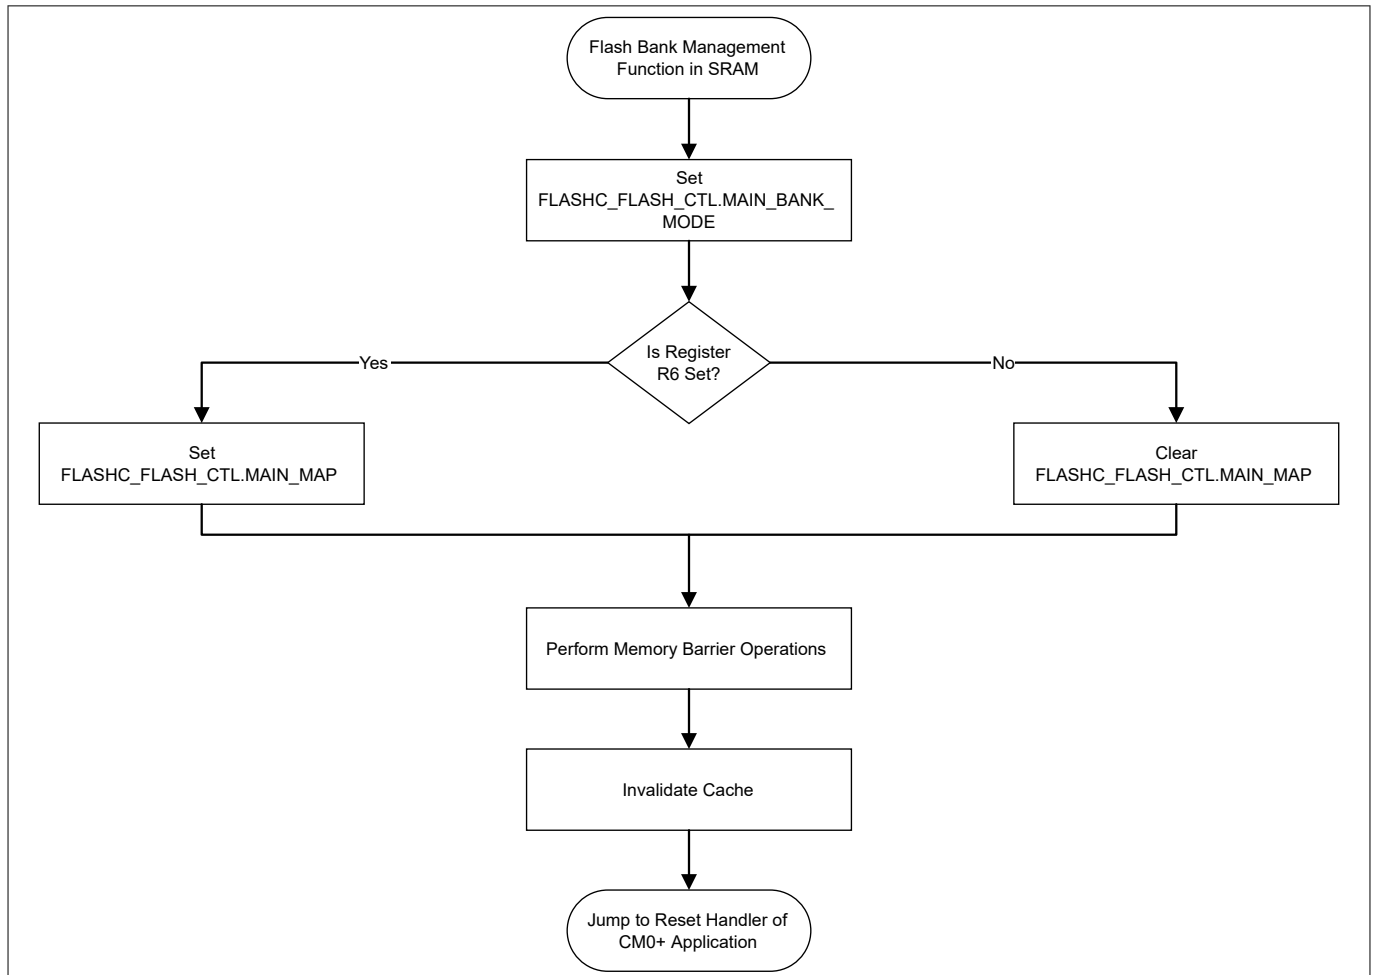 Flash Bank Management
Function in SRAM
Set
FLASHC_FLASH_CTL.MAIN_BANK_
MODE
Is Register
R6 Set?
Yes
No
Set
FLASHC_FLASH_CTL.MAIN_MAP
Clear
FLASHC_FLASH_CTL.MAIN_MAP
Perform Memory Barrier Operations
Invalidate Cache
Jump to Reset Handler of
CM0+ Application